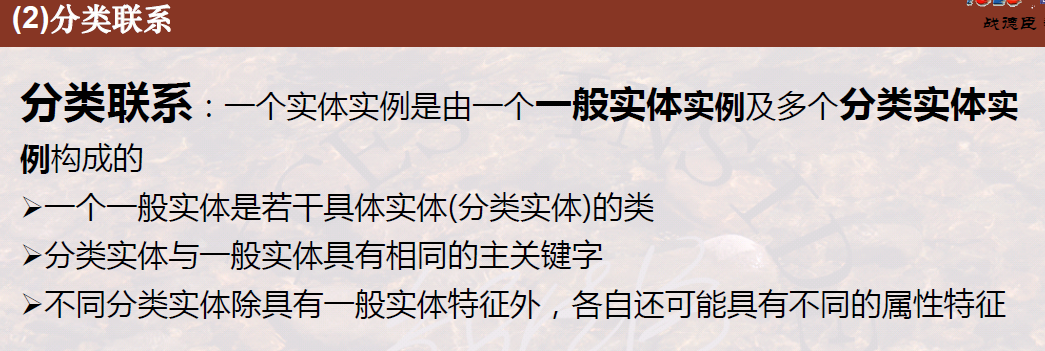 (2)分类联系
战德臣
分类联系：一个实体实例是由一个一般实体实例及多个分类实体实
例构成的
➢一个一般实体是若干具体实体(分类实体)的类
➢分类实体与一般实体具有相同的主关键字
➢不同分类实体除具有一般实体特征外，各自还可能具有不同的属性特征